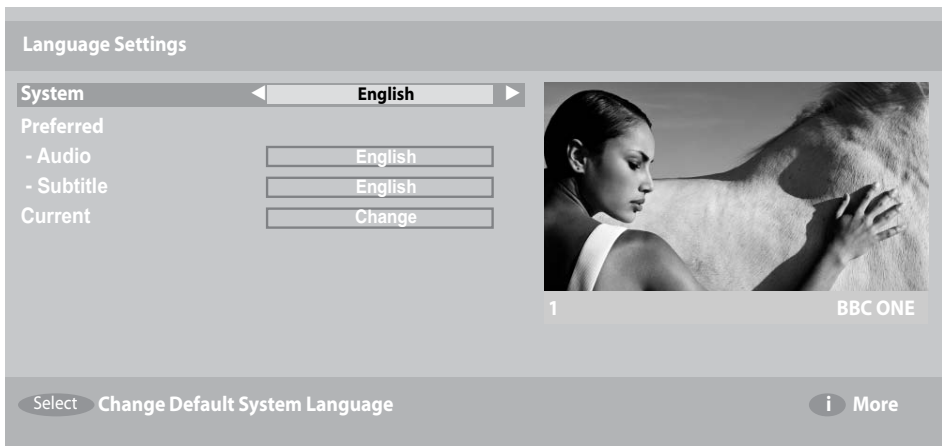 Language Settings
System English
Preferred
- Audio English
- Subtitle English
Current Change
1 BBC ONE
Select Change Default System Language i More